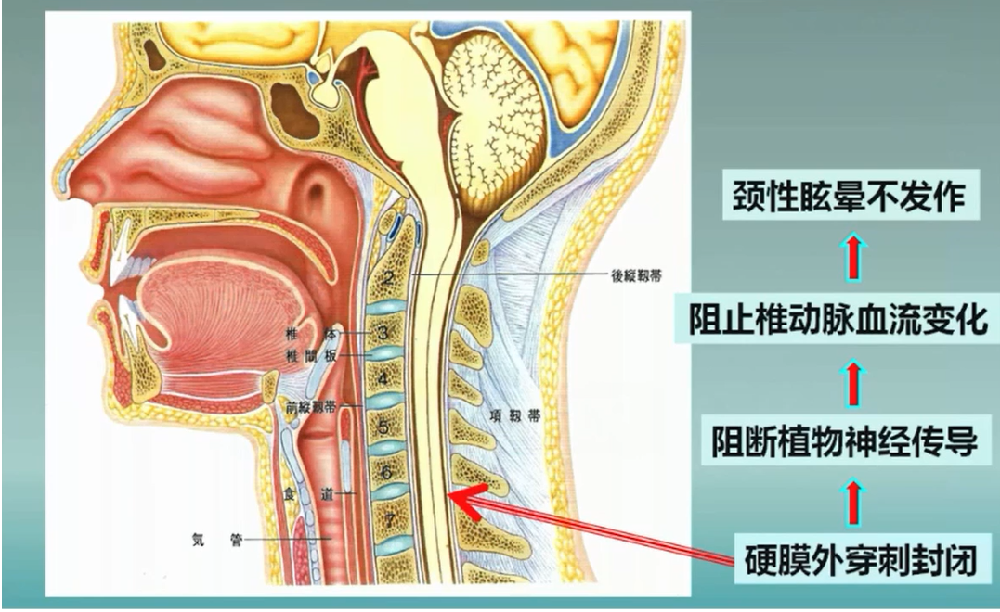 颈性眩晕不发作
阻止椎动脉血流变化
阻断植物神经传导
硬膜外穿刺封闭
後縦靱帯
2
椎体
3
椎間板
4
前縦靱帯
5
項靱帯
6
食道
7
気管